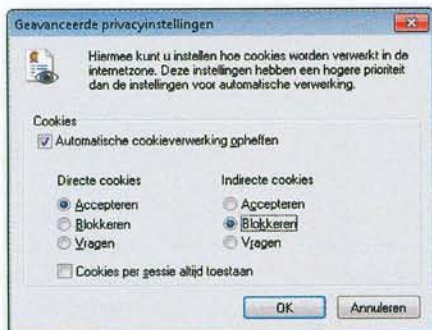 Geavanceerde privacyinstellingen
Hiermee kunt u instellen hoe cookies worden verwerkt in de
internetzone. Deze instellingen hebben een hogere prioriteit
dan de instellingen voor automatische verwerking.
Cookies
Automatische cookieverwerking opheffen
Directe cookies
Accepteren
Blokkeren
Vragen
Indirecte cookies
Accepteren
Blokkeren
Vragen
Cookies per sessie altijd toestaan
OK
Annuleren